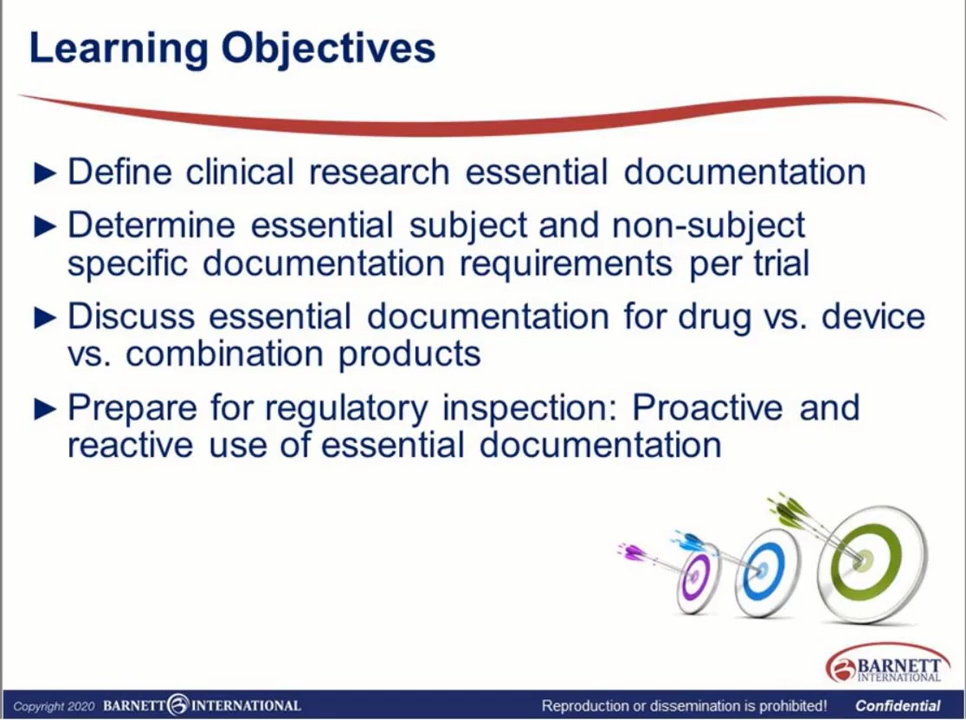 Learning Objectives
► Define clinical research essential documentation
► Determine essential subject and non-subject
specific documentation requirements per trial
► Discuss essential documentation for drug vs. device
vs. combination products
► Prepare for regulatory inspection: Proactive and
reactive use of essential documentation
BARNETT
INTERNATIONAL
Copyright 2020 BARNETT INTERNATIONAL Reproduction or dissemination is prohibited! Confidential